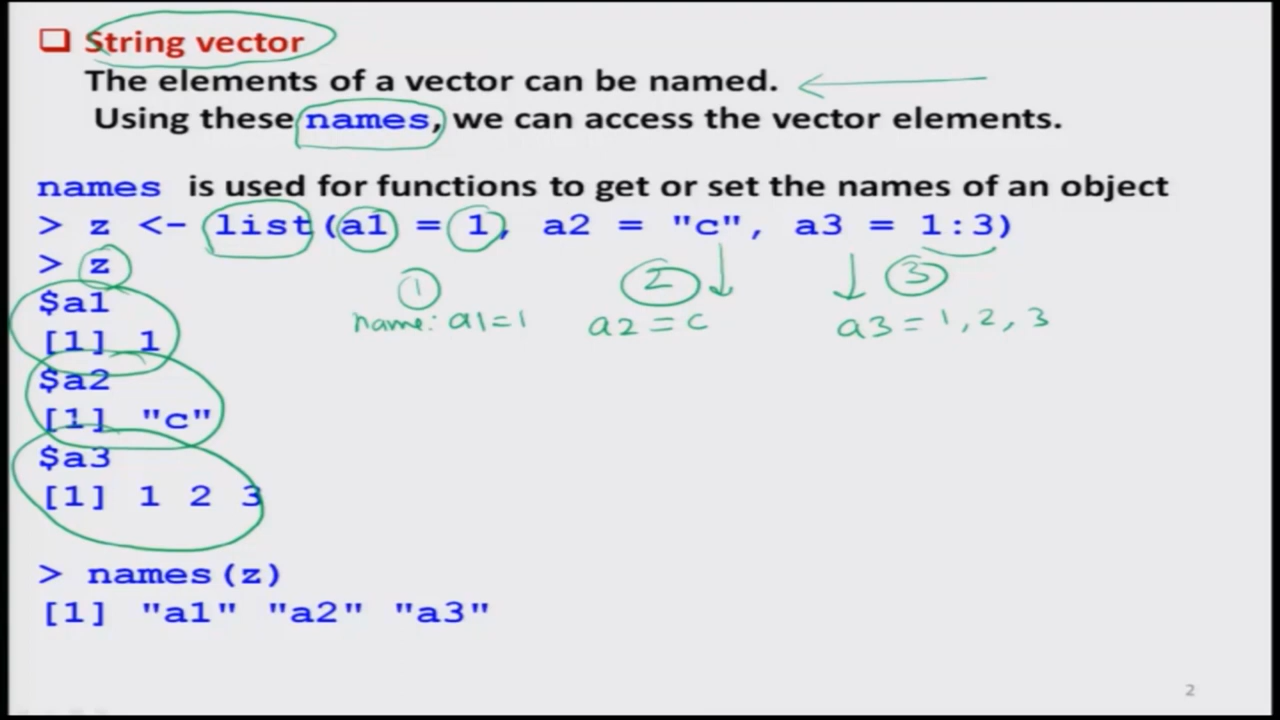 String vector
The elements of a vector can be named.
Using these names, we can access the vector elements.
names is used for functions to get or set the names of an object
> z <- list(a1 = 1, a2 = "c", a3 = 1:3)
> z
① ② ③
$a1
name: a1=1 a2=c a3=1,2,3
[1] 1
$a2
[1] "c"
$a3
[1] 1 2 3
> names(z)
[1] "a1" "a2" "a3"
2